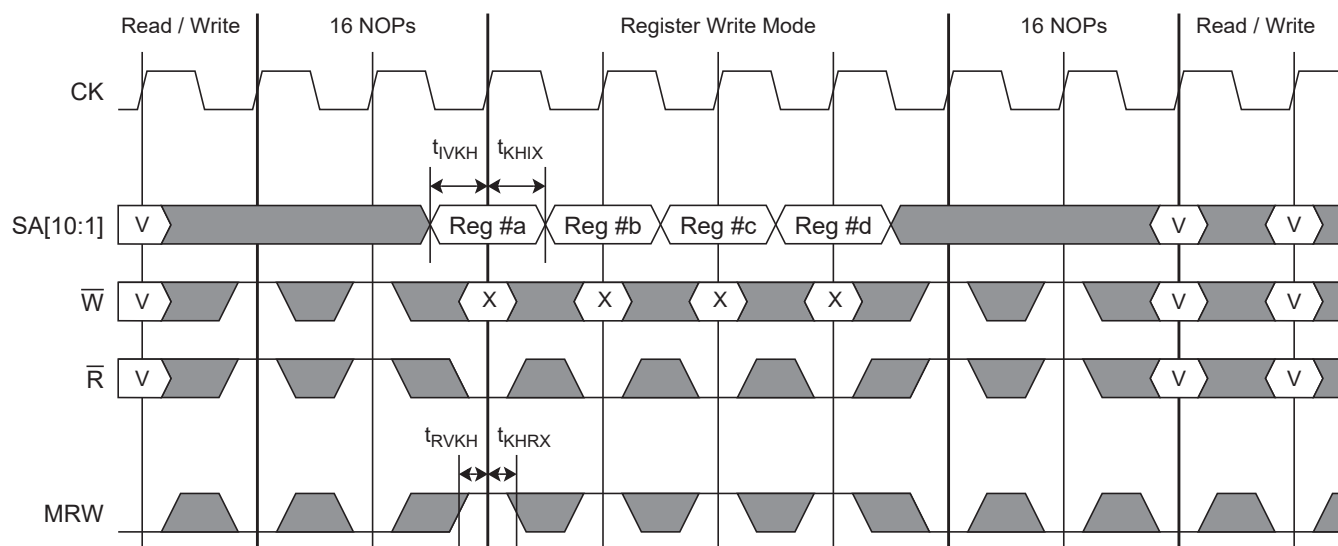 Read / Write 16 NOPs Register Write Mode 16 NOPs Read / Write
CK
tIVKH tKHIX
SA[10:1] V Reg #a Reg #b Reg #c Reg #d V V
W̅ V X X X X V V
R̅ V V V
tRVKH tKHRX
MRW